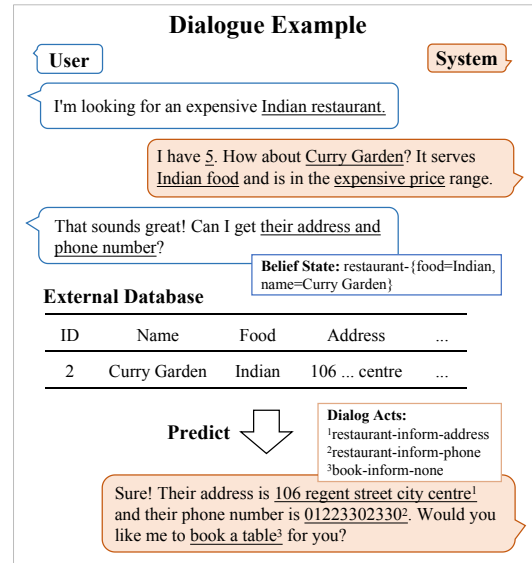 Dialogue Example
User
System
I'm looking for an expensive Indian restaurant.
I have 5. How about Curry Garden? It serves
Indian food and is in the expensive price range.
That sounds great! Can I get their address and
phone number?
Belief State: restaurant-{food=Indian,
name=Curry Garden}
External Database
ID Name Food Address ...
2 Curry Garden Indian 106 ... centre ...
Predict
Dialog Acts:
¹restaurant-inform-address
²restaurant-inform-phone
³book-inform-none
Sure! Their address is 106 regent street city centre¹
and their phone number is 01223302330². Would you
like me to book a table³ for you?